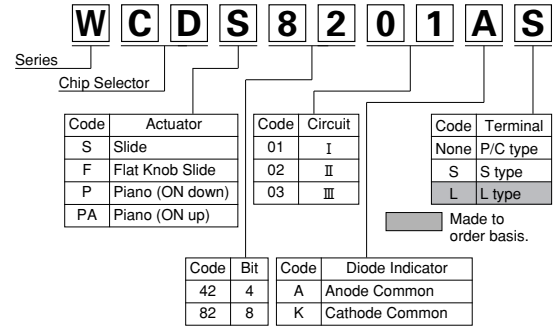 W C D S 8 2 0 1 A S
Series
Chip Selector
Code Actuator
S Slide
F Flat Knob Slide
P Piano (ON down)
PA Piano (ON up)
Code Circuit
01 I
02 II
03 III
Code Terminal
None P/C type
S S type
L L type
Made to
order basis.
Code Bit
42 4
82 8
Code Diode Indicator
A Anode Common
K Cathode Common